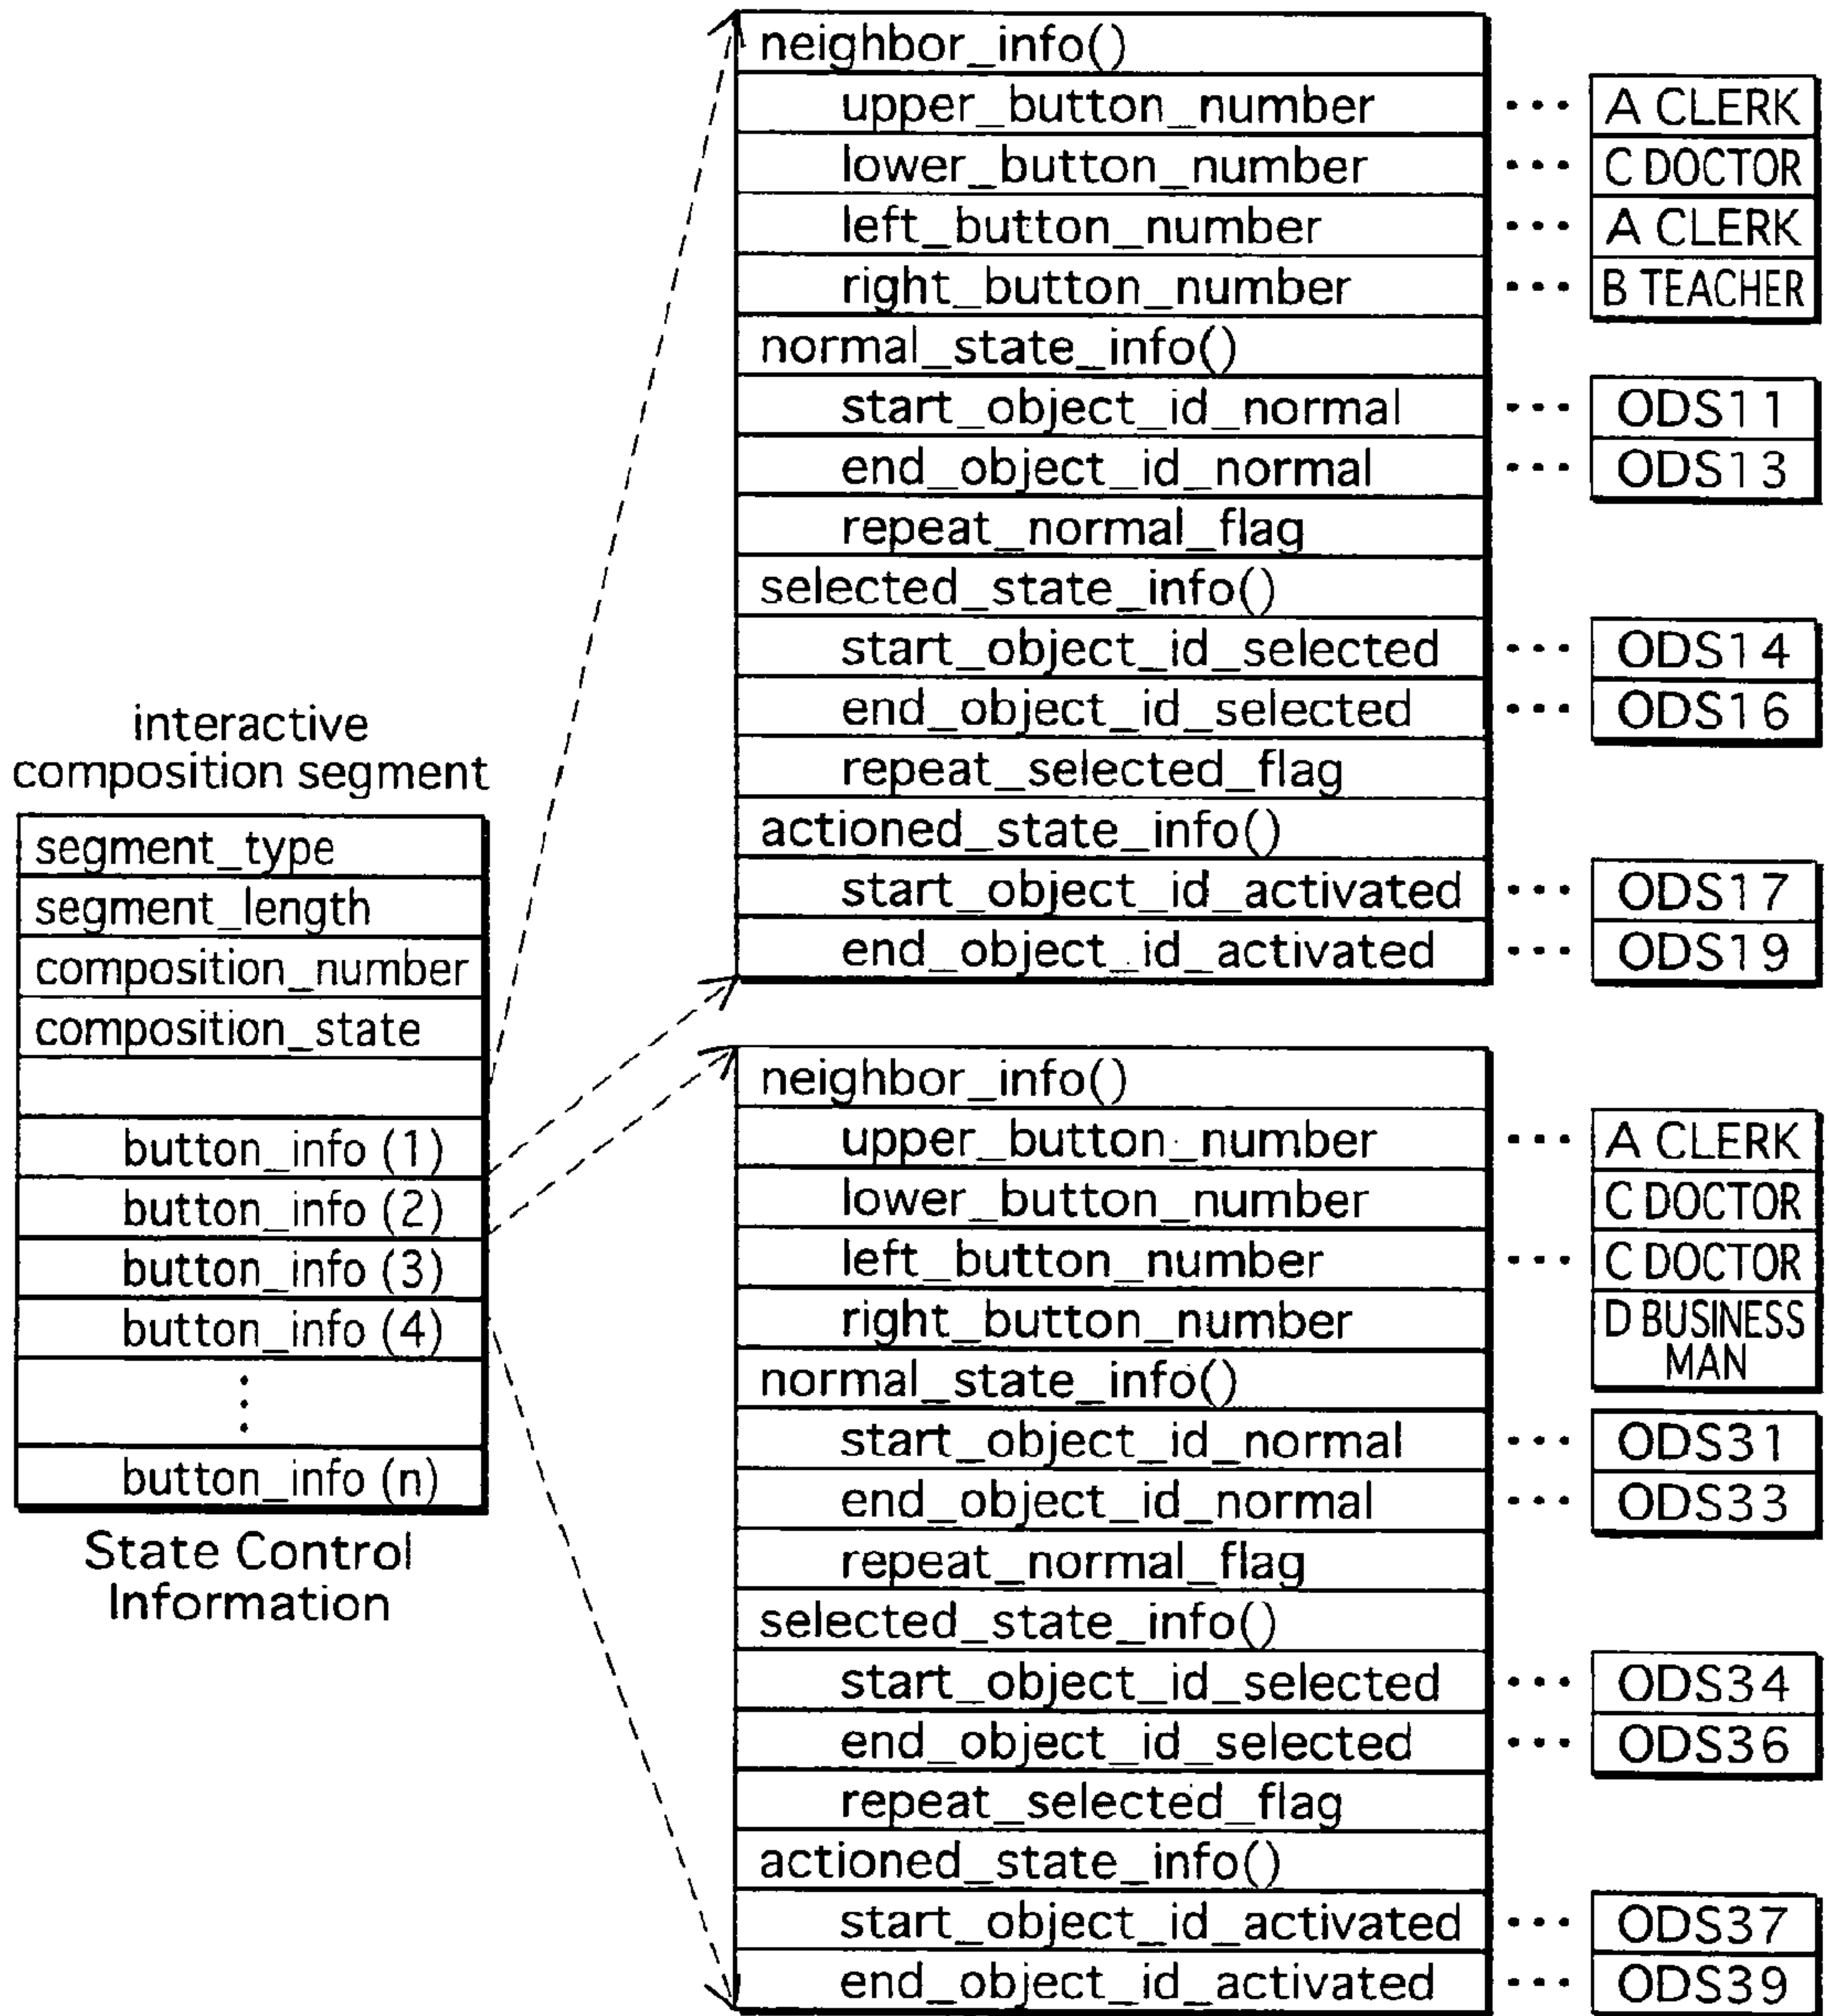 interactive
composition segment
segment_type
segment_length
composition_number
composition_state
button_info (1)
button_info (2)
button_info (3)
button_info (4)
button_info (n)
State Control
Information
neighbor_info()
upper_button_number ... A CLERK
lower_button_number ... C DOCTOR
left_button_number ... A CLERK
right_button_number ... B TEACHER
normal_state_info()
start_object_id_normal ... ODS11
end_object_id_normal ... ODS13
repeat_normal_flag
selected_state_info()
start_object_id_selected ... ODS14
end_object_id_selected ... ODS16
repeat_selected_flag
actioned_state_info()
start_object_id_activated ... ODS17
end_object_id_activated ... ODS19
neighbor_info()
upper_button_number ... A CLERK
lower_button_number C DOCTOR
left_button_number ... C DOCTOR
right_button_number D BUSINESS
MAN
normal_state_info()
start_object_id_normal ... ODS31
end_object_id_normal ... ODS33
repeat_normal_flag
selected_state_info()
start_object_id_selected ... ODS34
end_object_id_selected ... ODS36
repeat_selected_flag
actioned_state_info()
start_object_id_activated ... ODS37
end_object_id_activated ... ODS39